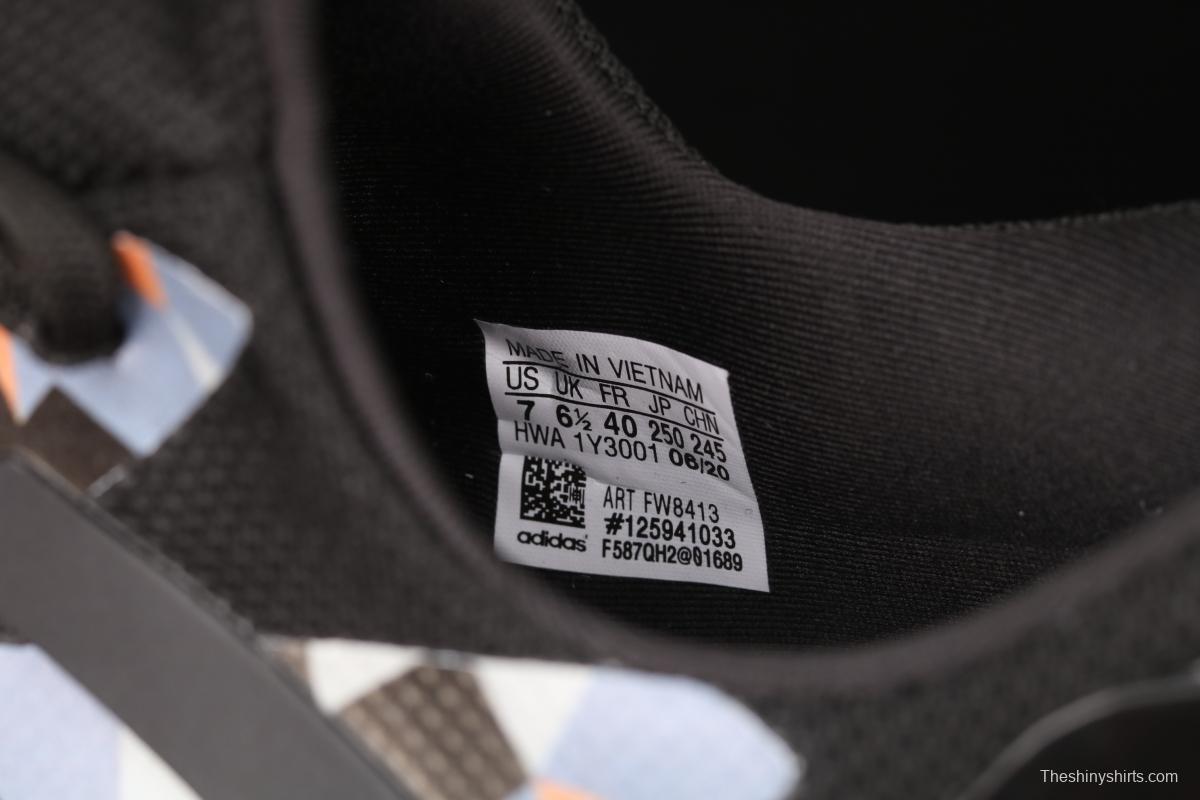 MADE IN VIETNAM
US UK FR JP CHN
7 6½ 40 250 245
HWA 1Y3001 06/20
ART FW8413
#125941033
adidas F587QH2@01689
Theshinyshirts.com